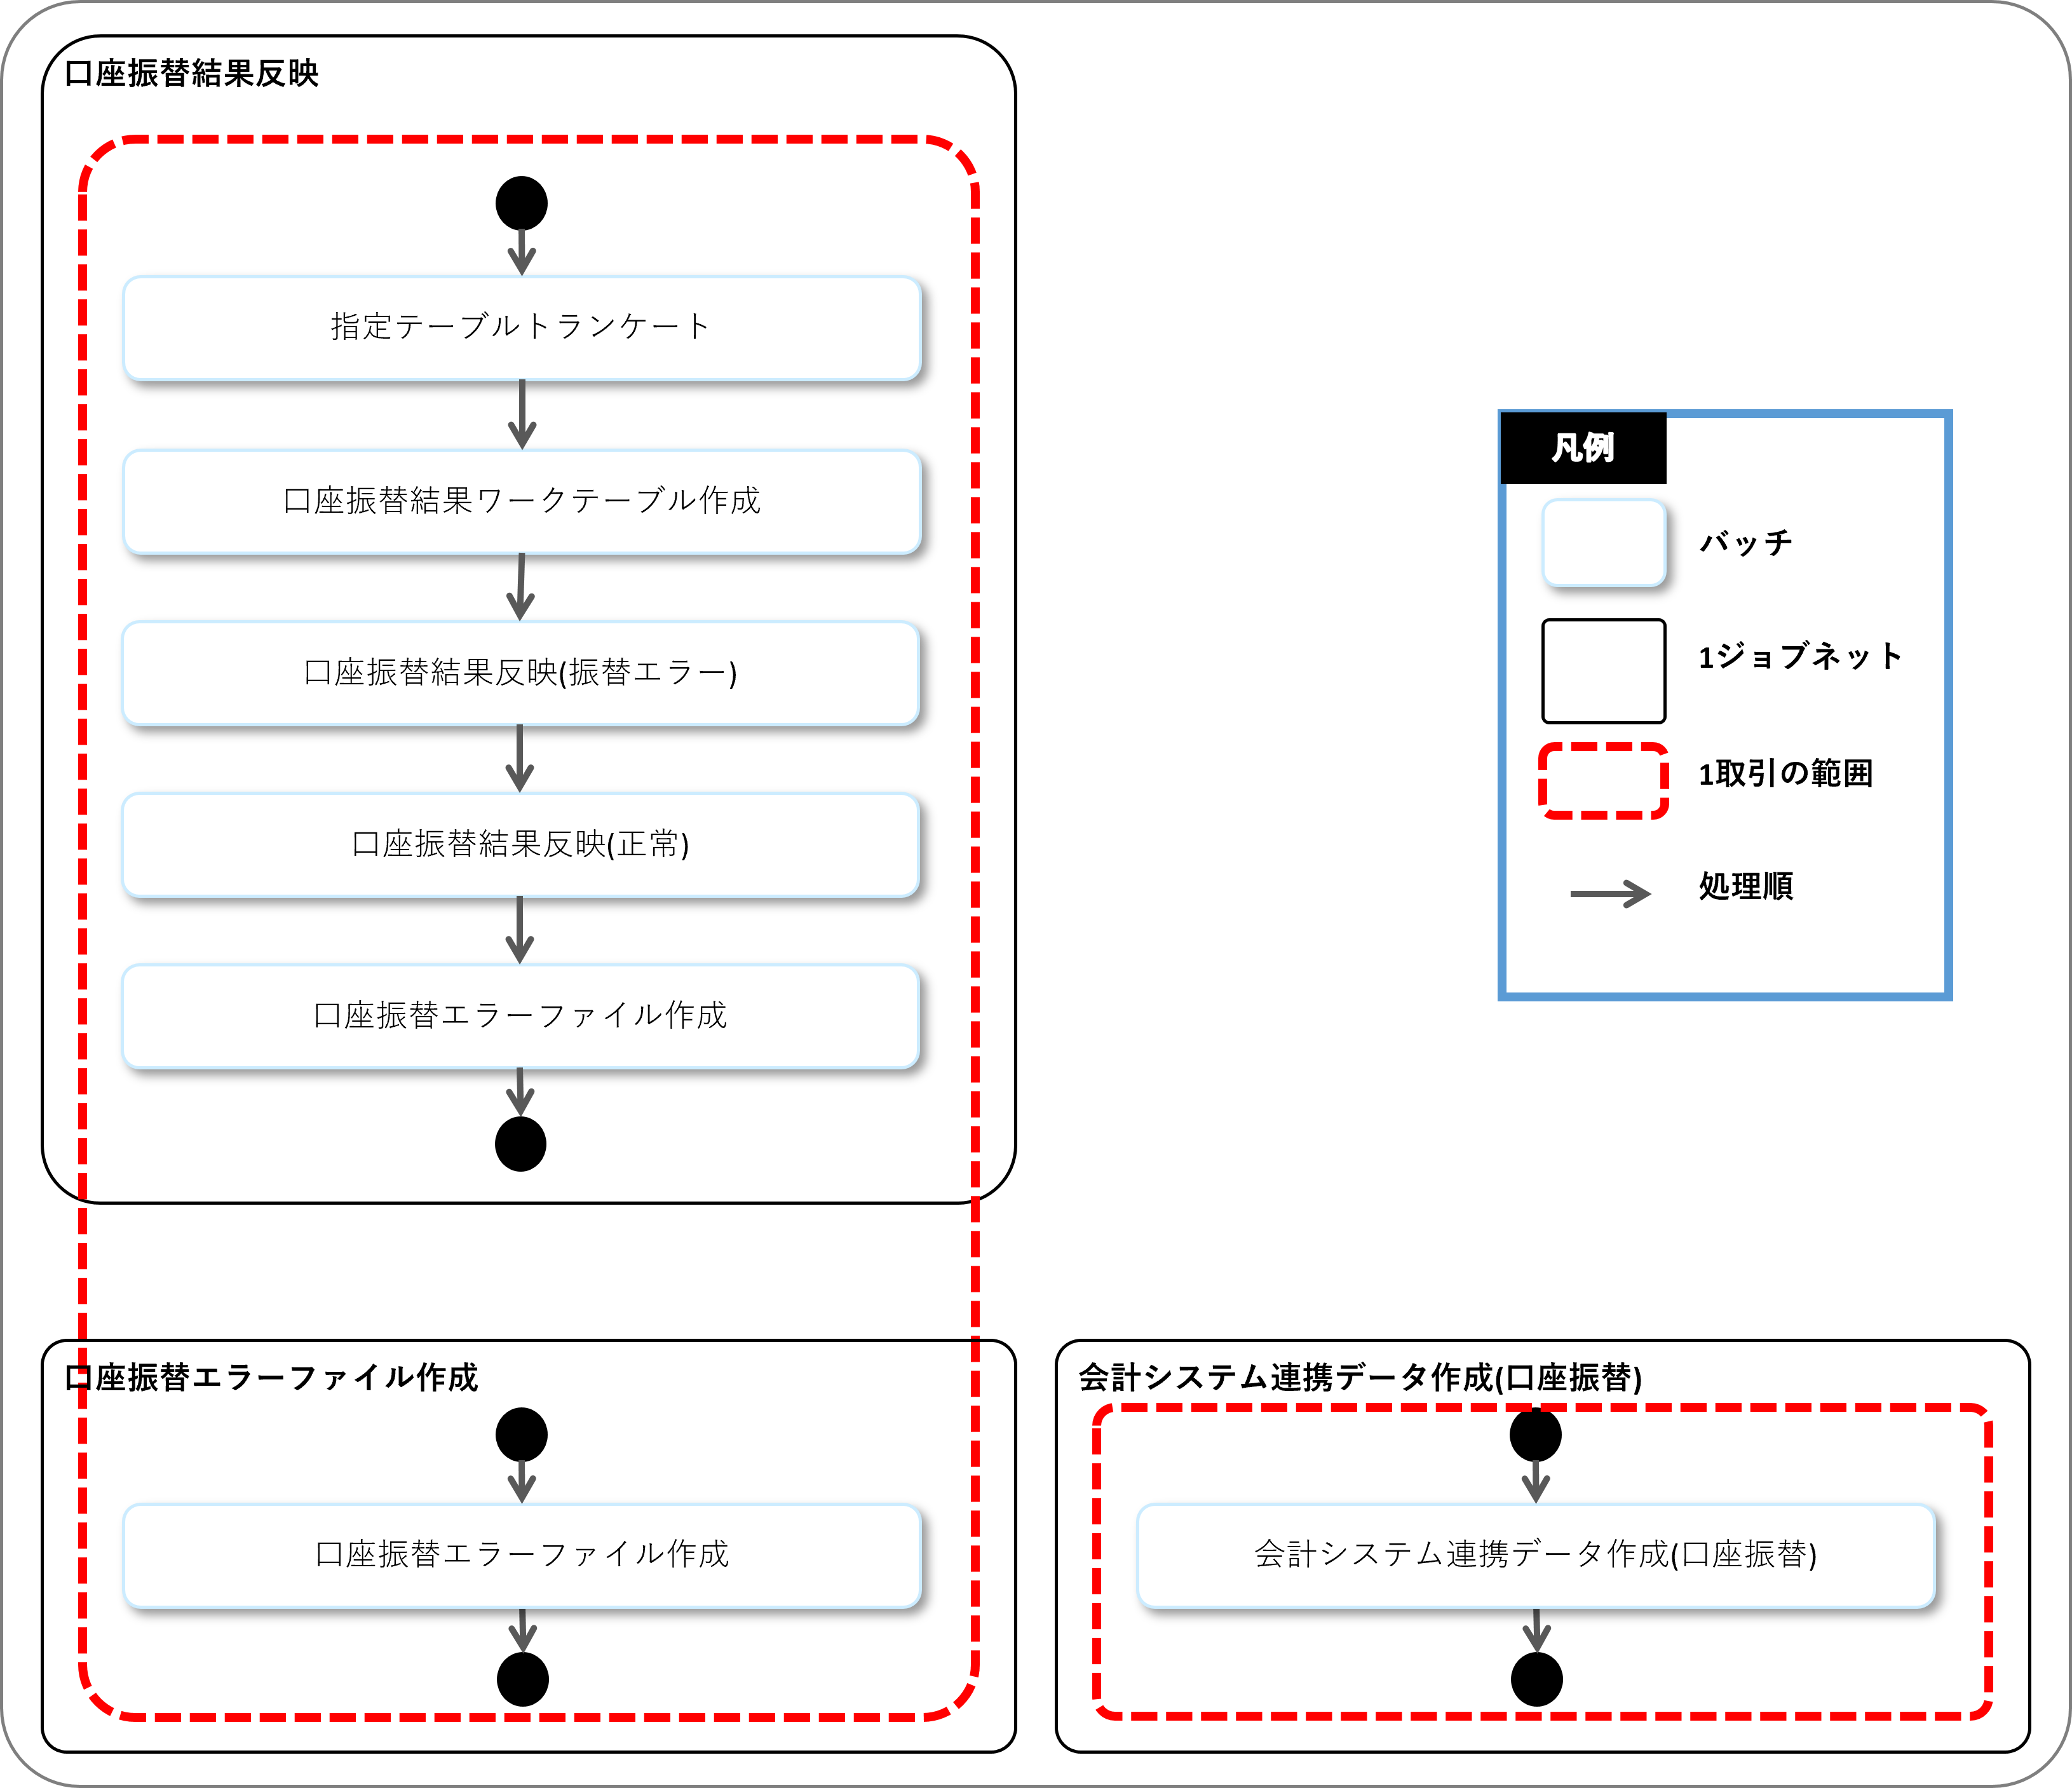 口座振替結果反映
指定テーブルトランケート
口座振替結果ワークテーブル作成
口座振替結果反映(振替エラー)
口座振替結果反映(正常)
口座振替エラーファイル作成
凡例
バッチ
1ジョブネット
1取引の範囲
処理順
口座振替エラーファイル作成
口座振替エラーファイル作成
会計システム連携データ作成(口座振替)
会計システム連携データ作成(口座振替)